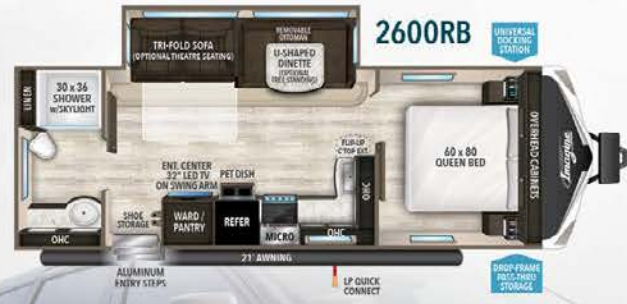 2600RB
UNIVERSAL
DOCKING
STATION
REMOVABLE
OTTOMAN
TRI-FOLD SOFA
(OPTIONAL THEATRE SEATING)
U-SHAPED
DINETTE
(OPTIONAL
FREE STANDING)
LINEN
30 x 36
SHOWER
w/SKYLIGHT
FLIP-UP
C'TOP EXT.
60 x 80
QUEEN BED
OVERHEAD CABINETS
Imagine
ENT. CENTER
32" LED TV
ON SWING ARM
PET DISH
OHC
SHOE
STORAGE
WARD /
PANTRY
REFER
MICRO
OHC
OHC
21' AWNING
ALUMINUM
ENTRY STEPS
LP QUICK
CONNECT
DROP-FRAME
PASS-THRU
STORAGE